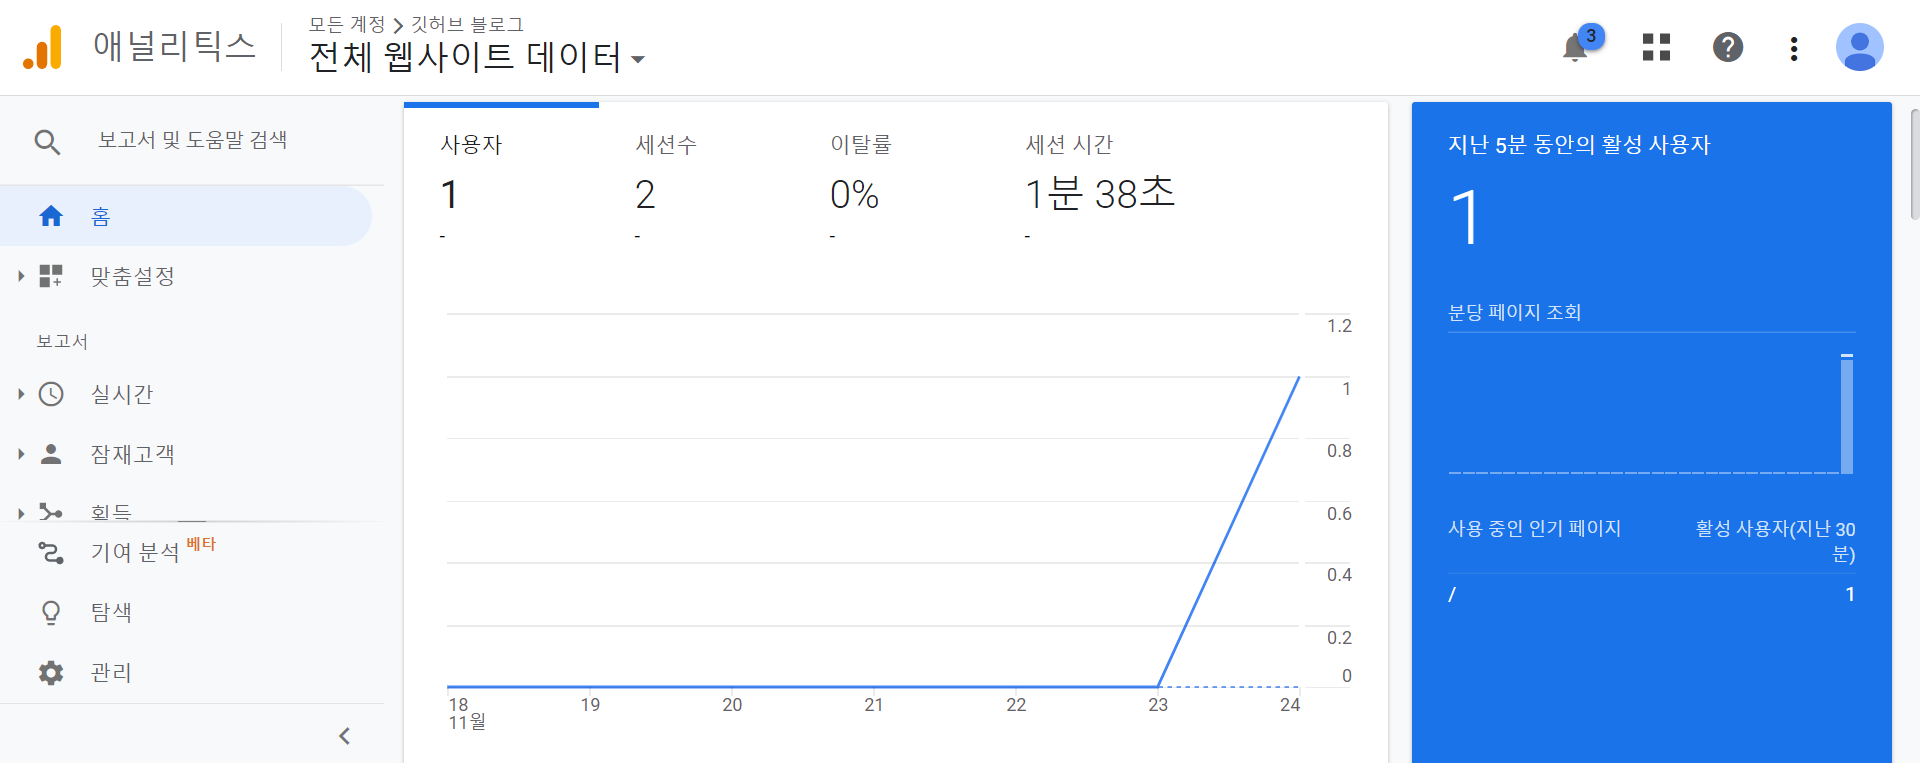 애널리틱스
모든 계정 > 깃허브 블로그
전체 웹사이트 데이터
3
보고서 및 도움말 검색
홈
맞춤설정
보고서
실시간
잠재고객
획득
기여 분석 베타
탐색
관리
사용자 세션수 이탈률 세션 시간
1 2 0% 1분 38초
- - - -
1.2
1
0.8
0.6
0.4
0.2
0
18 19 20 21 22 23 24
11월
지난 5분 동안의 활성 사용자
1
분당 페이지 조회
사용 중인 인기 페이지 활성 사용자(지난 30
분)
/ 1